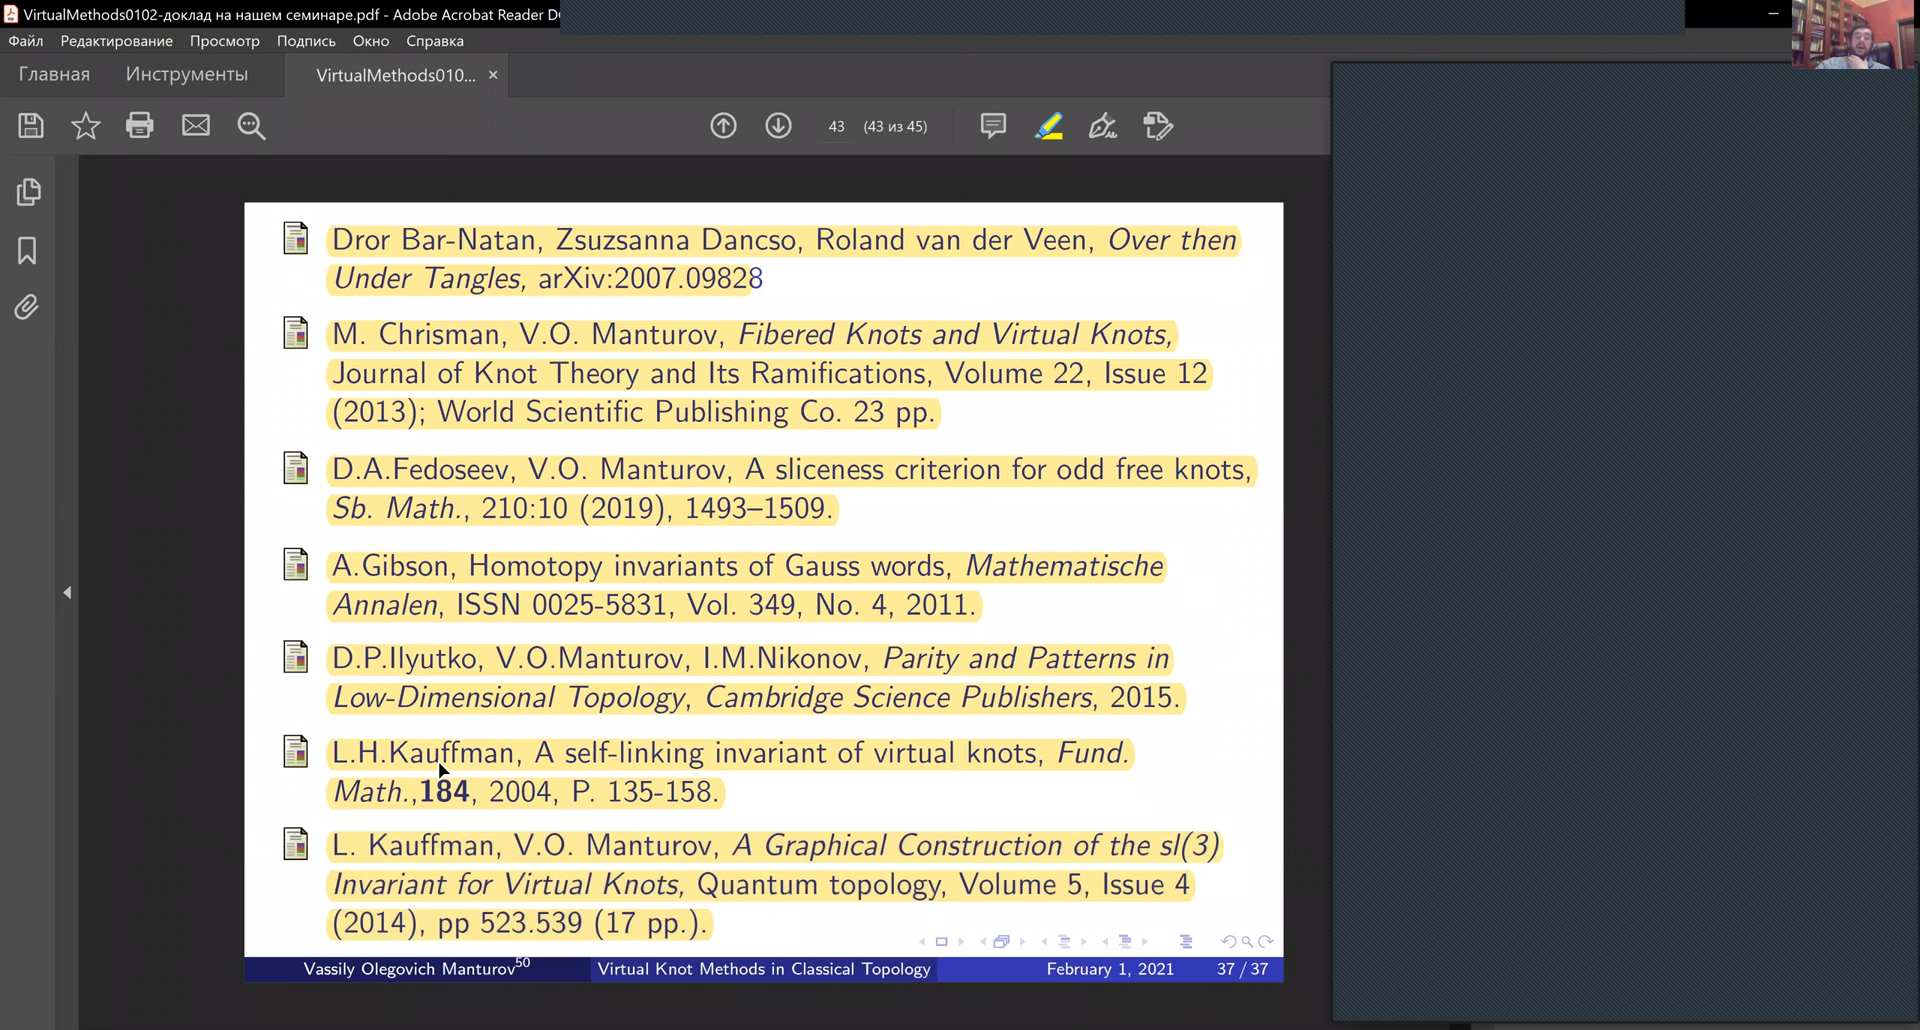 VirtualMethods0102-доклад на нашем семинаре.pdf - Adobe Acrobat Reader D
Файл Редактирование Просмотр Подпись Окно Справка
Главная Инструменты VirtualMethods010... ×
43 (43 из 45)
Dror Bar-Natan, Zsuzsanna Dancso, Roland van der Veen, Over then
Under Tangles, arXiv:2007.09828
M. Chrisman, V.O. Manturov, Fibered Knots and Virtual Knots,
Journal of Knot Theory and Its Ramifications, Volume 22, Issue 12
(2013); World Scientific Publishing Co. 23 pp.
D.A.Fedoseev, V.O. Manturov, A sliceness criterion for odd free knots,
Sb. Math., 210:10 (2019), 1493–1509.
A.Gibson, Homotopy invariants of Gauss words, Mathematische
Annalen, ISSN 0025-5831, Vol. 349, No. 4, 2011.
D.P.Ilyutko, V.O.Manturov, I.M.Nikonov, Parity and Patterns in
Low-Dimensional Topology, Cambridge Science Publishers, 2015.
L.H.Kauffman, A self-linking invariant of virtual knots, Fund.
Math.,184, 2004, P. 135-158.
L. Kauffman, V.O. Manturov, A Graphical Construction of the sl(3)
Invariant for Virtual Knots, Quantum topology, Volume 5, Issue 4
(2014), pp 523.539 (17 pp.).
Vassily Olegovich Manturov50 Virtual Knot Methods in Classical Topology February 1, 2021 37 / 37